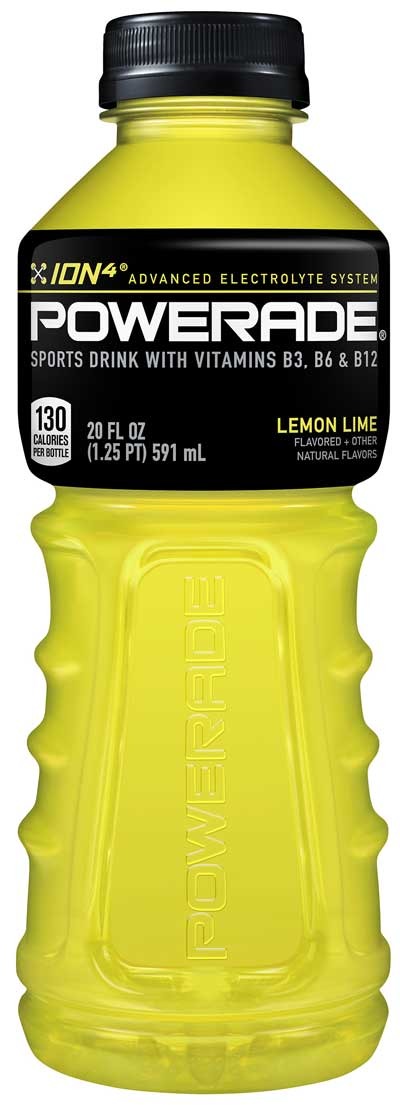 ION4® ADVANCED ELECTROLYTE SYSTEM
POWERADE®
SPORTS DRINK WITH VITAMINS B3, B6 & B12
130
CALORIES
PER BOTTLE
20 FL OZ
(1.25 PT) 591 mL
LEMON LIME
FLAVORED + OTHER
NATURAL FLAVORS
POWERADE